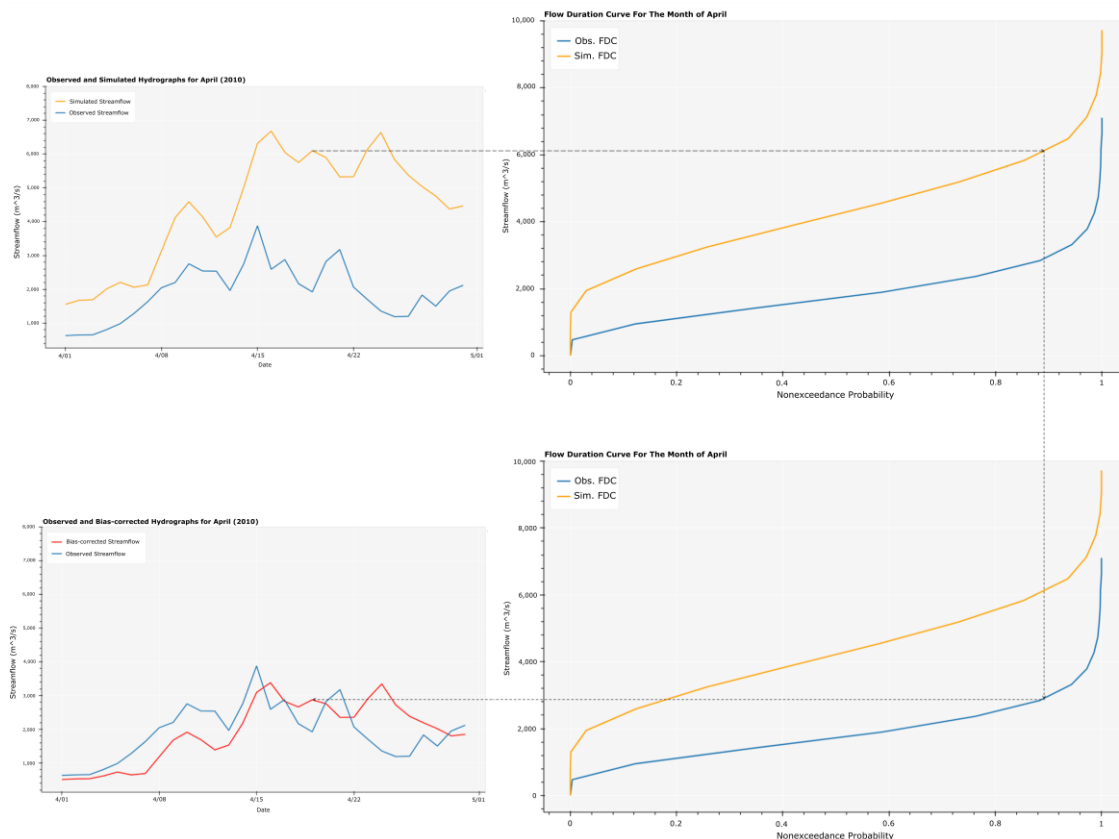 Observed and Simulated Hydrographs for April (2010)
8,000
7,000
6,000
5,000
4,000
3,000
2,000
1,000
Streamflow (m^3/s)
Simulated Streamflow
Observed Streamflow
4/01
4/08
4/15
4/22
5/01
Date
Flow Duration Curve For The Month of April
10,000
8,000
6,000
4,000
2,000
0
Streamflow (m^3/s)
Obs. FDC
Sim. FDC
0
0.2
0.4
0.6
0.8
1
Nonexceedance Probability
Observed and Bias-corrected Hydrographs for April (2010)
8,000
7,000
6,000
5,000
4,000
3,000
2,000
1,000
Streamflow (m^3/s)
Bias-corrected Streamflow
Observed Streamflow
4/01
4/08
4/15
4/22
5/01
Date
Flow Duration Curve For The Month of April
10,000
8,000
6,000
4,000
2,000
0
Streamflow (m^3/s)
Obs. FDC
Sim. FDC
0
0.2
0.4
0.6
0.8
1
Nonexceedance Probability